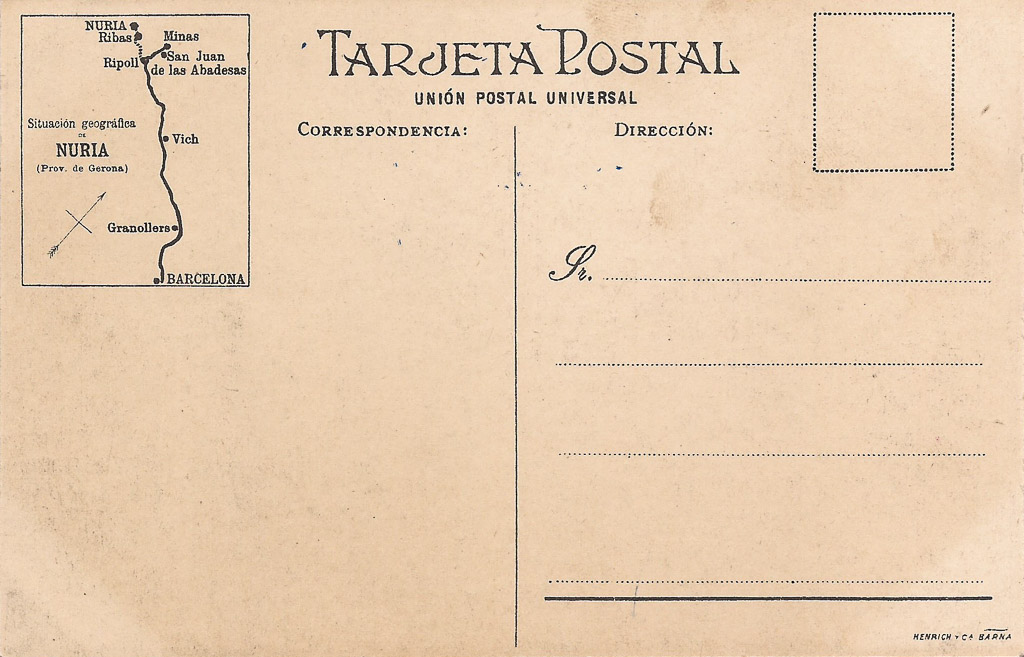 NURIA
Ribas
Minas
Ripoll
San Juan
de las Abadesas
Situación geográfica
DE
NURIA
(Prov. de Gerona)
Vich
Granollers
BARCELONA
TARJETA POSTAL
UNIÓN POSTAL UNIVERSAL
CORRESPONDENCIA:
DIRECCIÓN:
Sr.
HENRICH Y Cª BARNA